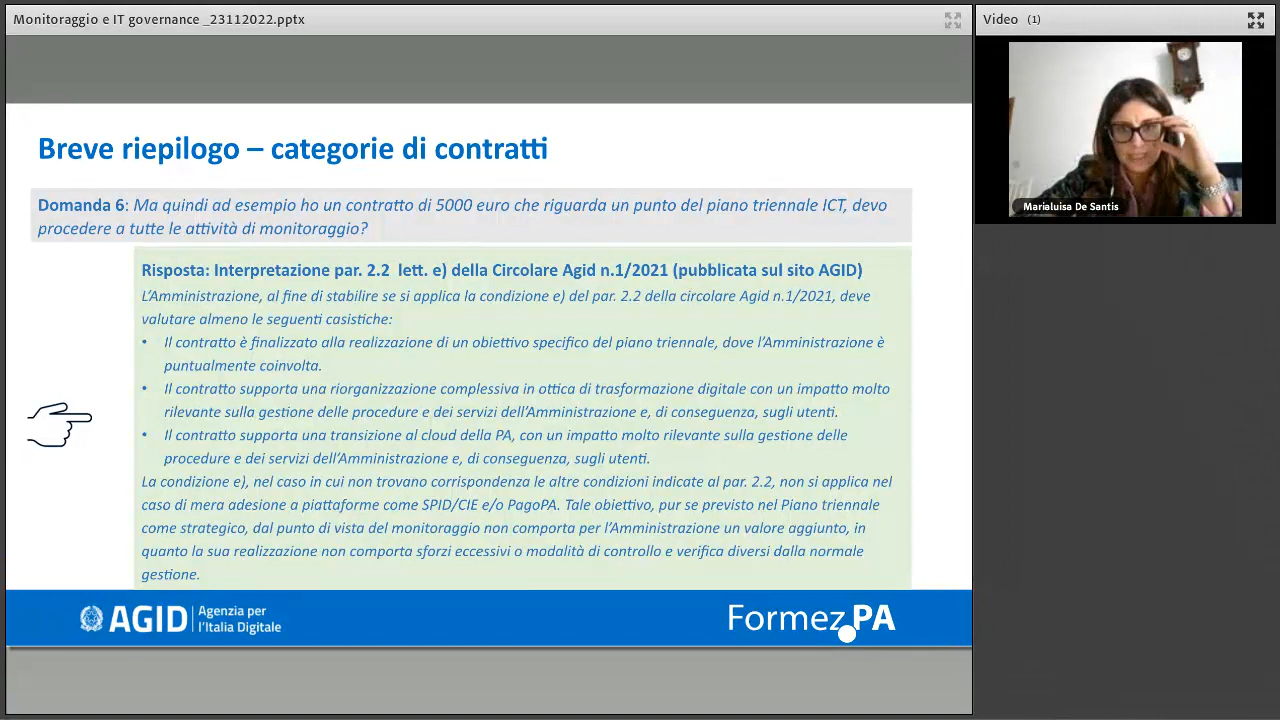 Monitoraggio e IT governance _23112022.pptx
Video (1)
Marialuisa De Santis
Breve riepilogo – categorie di contratti
Domanda 6: Ma quindi ad esempio ho un contratto di 5000 euro che riguarda un punto del piano triennale ICT, devo
procedere a tutte le attività di monitoraggio?
Risposta: Interpretazione par. 2.2 lett. e) della Circolare Agid n.1/2021 (pubblicata sul sito AGID)
L'Amministrazione, al fine di stabilire se si applica la condizione e) del par. 2.2 della circolare Agid n.1/2021, deve
valutare almeno le seguenti casistiche:
• Il contratto è finalizzato alla realizzazione di un obiettivo specifico del piano triennale, dove l'Amministrazione è
puntualmente coinvolta.
• Il contratto supporta una riorganizzazione complessiva in ottica di trasformazione digitale con un impatto molto
rilevante sulla gestione delle procedure e dei servizi dell'Amministrazione e, di conseguenza, sugli utenti.
• Il contratto supporta una transizione al cloud della PA, con un impatto molto rilevante sulla gestione delle
procedure e dei servizi dell'Amministrazione e, di conseguenza, sugli utenti.
La condizione e), nel caso in cui non trovano corrispondenza le altre condizioni indicate al par. 2.2, non si applica nel
caso di mera adesione a piattaforme come SPID/CIE e/o PagoPA. Tale obiettivo, pur se previsto nel Piano triennale
come strategico, dal punto di vista del monitoraggio non comporta per l'Amministrazione un valore aggiunto, in
quanto la sua realizzazione non comporta sforzi eccessivi o modalità di controllo e verifica diversi dalla normale
gestione.
AGID
Agenzia per
l'Italia Digitale
Formez PA